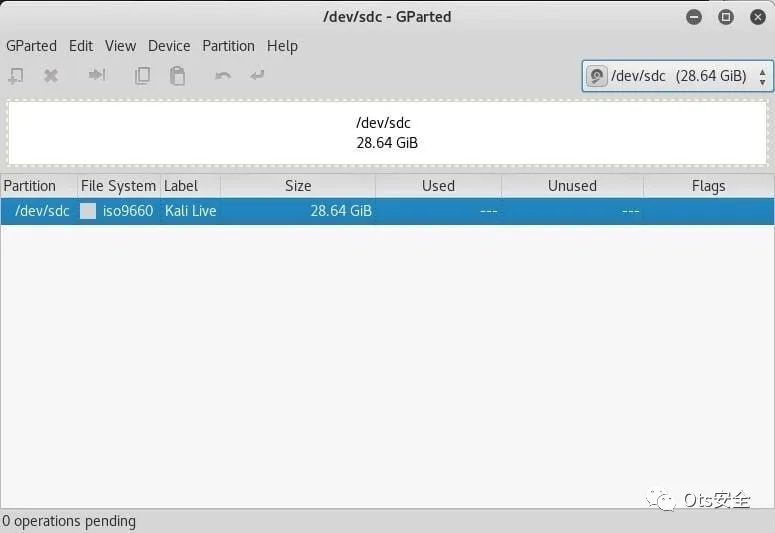 /dev/sdc - GParted
GParted Edit View Device Partition Help
/dev/sdc (28.64 GiB)
/dev/sdc
28.64 GiB
Partition File System Label Size Used Unused Flags
/dev/sdc iso9660 Kali Live 28.64 GiB --- ---
Ots安全
0 operations pending